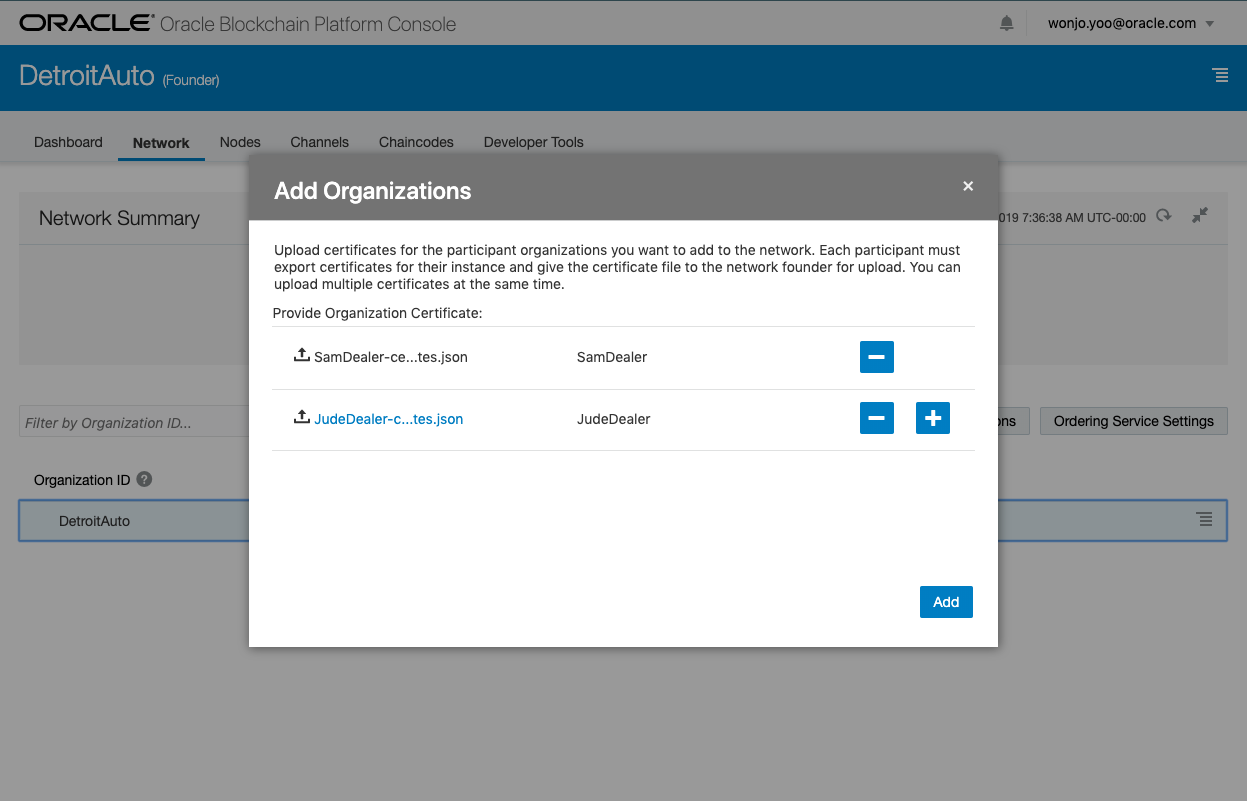 ORACLE Oracle Blockchain Platform Console
wonjo.yoo@oracle.com
DetroitAuto (Founder)
Dashboard Network Nodes Channels Chaincodes Developer Tools
Add Organizations
×
Network Summary
019 7:36:38 AM UTC-00:00
Upload certificates for the participant organizations you want to add to the network. Each participant must
export certificates for their instance and give the certificate file to the network founder for upload. You can
upload multiple certificates at the same time.
Provide Organization Certificate:
SamDealer-ce...tes.json SamDealer
JudeDealer-c...tes.json JudeDealer
Filter by Organization ID...
ons
Ordering Service Settings
Organization ID ?
DetroitAuto
Add